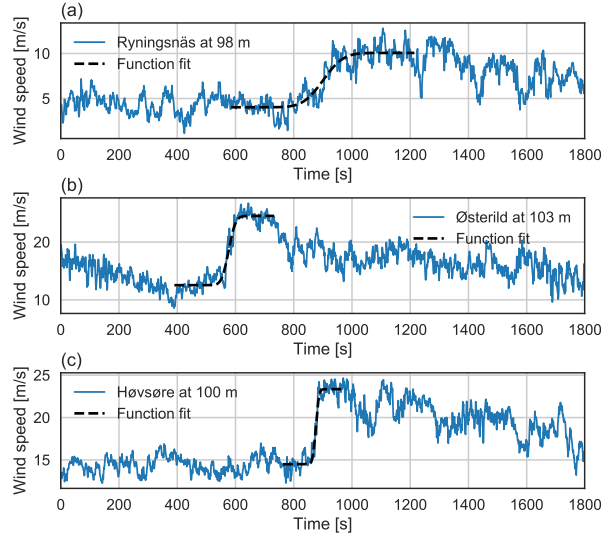 (a)
Wind speed [m/s]
10
5
Ryningsnäs at 98 m
Function fit
0 200 400 600 800 1000 1200 1400 1600 1800
Time [s]
(b)
Wind speed [m/s]
20
10
Østerild at 103 m
Function fit
0 200 400 600 800 1000 1200 1400 1600 1800
Time [s]
(c)
Wind speed [m/s]
25
20
15
Høvsøre at 100 m
Function fit
0 200 400 600 800 1000 1200 1400 1600 1800
Time [s]